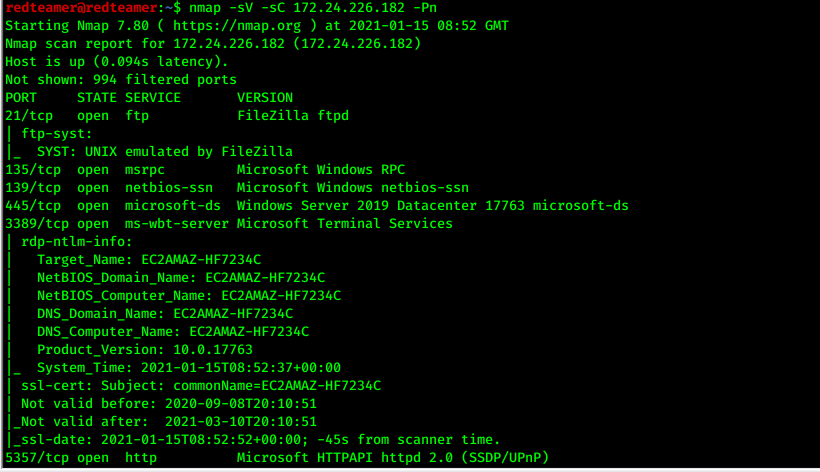 redteamer@redteamer:~$ nmap -sV -sC 172.24.226.182 -Pn
Starting Nmap 7.80 ( https://nmap.org ) at 2021-01-15 08:52 GMT
Nmap scan report for 172.24.226.182 (172.24.226.182)
Host is up (0.094s latency).
Not shown: 994 filtered ports
PORT     STATE SERVICE       VERSION
21/tcp   open  ftp           FileZilla ftpd
| ftp-syst:
|_  SYST: UNIX emulated by FileZilla
135/tcp  open  msrpc         Microsoft Windows RPC
139/tcp  open  netbios-ssn   Microsoft Windows netbios-ssn
445/tcp  open  microsoft-ds  Windows Server 2019 Datacenter 17763 microsoft-ds
3389/tcp open  ms-wbt-server Microsoft Terminal Services
| rdp-ntlm-info:
|   Target_Name: EC2AMAZ-HF7234C
|   NetBIOS_Domain_Name: EC2AMAZ-HF7234C
|   NetBIOS_Computer_Name: EC2AMAZ-HF7234C
|   DNS_Domain_Name: EC2AMAZ-HF7234C
|   DNS_Computer_Name: EC2AMAZ-HF7234C
|   Product_Version: 10.0.17763
|_  System_Time: 2021-01-15T08:52:37+00:00
| ssl-cert: Subject: commonName=EC2AMAZ-HF7234C
| Not valid before: 2020-09-08T20:10:51
|_Not valid after:  2021-03-10T20:10:51
|_ssl-date: 2021-01-15T08:52:52+00:00; -45s from scanner time.
5357/tcp open  http          Microsoft HTTPAPI httpd 2.0 (SSDP/UPnP)